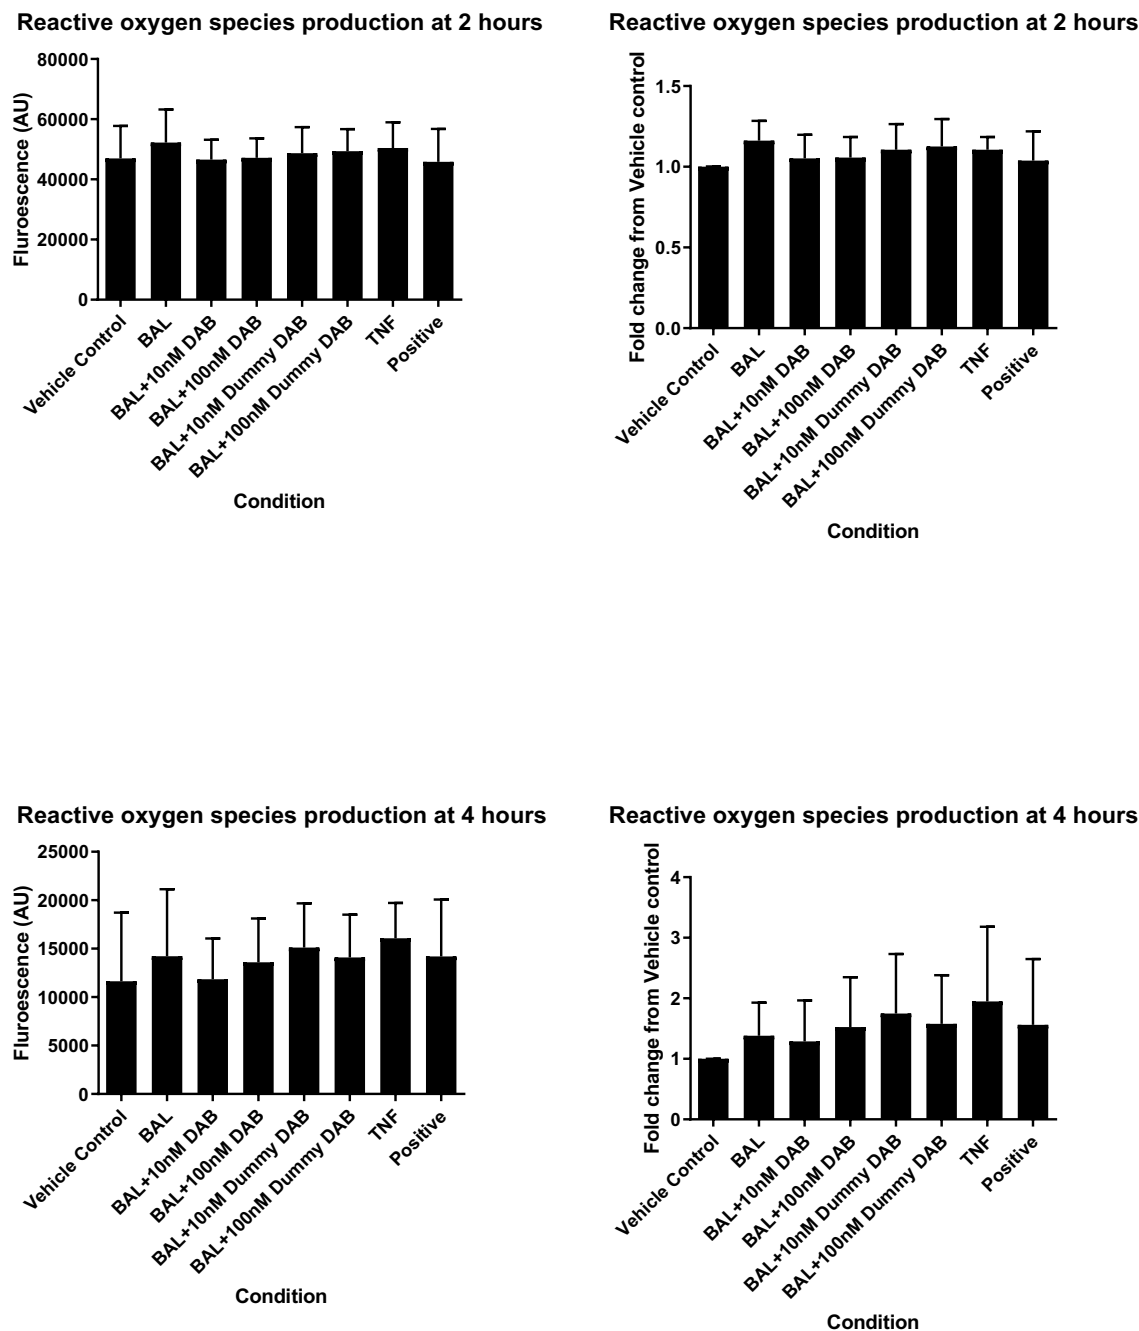 Reactive oxygen species production at 2 hours
Fluroescence (AU)
80000
60000
40000
20000
0
Vehicle Control
BAL
BAL+10nM DAB
BAL+100nM DAB
BAL+10nM Dummy DAB
BAL+100nM Dummy DAB
TNF
Positive
Condition
Reactive oxygen species production at 2 hours
Fold change from Vehicle control
1.5
1.0
0.5
0.0
Vehicle Control
BAL
BAL+10nM DAB
BAL+100nM DAB
BAL+10nM Dummy DAB
BAL+100nM Dummy DAB
TNF
Positive
Condition
Reactive oxygen species production at 4 hours
Fluroescence (AU)
25000
20000
15000
10000
5000
0
Vehicle Control
BAL
BAL+10nM DAB
BAL+100nM DAB
BAL+10nM Dummy DAB
BAL+100nM Dummy DAB
TNF
Positive
Condition
Reactive oxygen species production at 4 hours
Fold change from Vehicle control
4
3
2
1
0
Vehicle Control
BAL
BAL+10nM DAB
BAL+100nM DAB
BAL+10nM Dummy DAB
BAL+100nM Dummy DAB
TNF
Positive
Condition